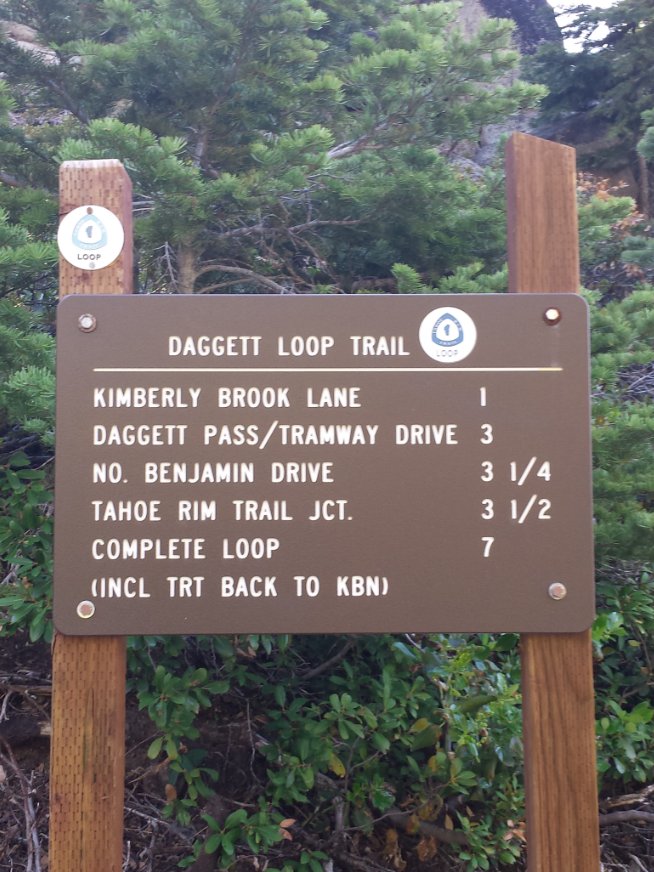 LOOP
DAGGETT LOOP TRAIL
LOOP
KIMBERLY BROOK LANE 1
DAGGETT PASS/TRAMWAY DRIVE 3
NO. BENJAMIN DRIVE 3 1/4
TAHOE RIM TRAIL JCT. 3 1/2
COMPLETE LOOP 7
(INCL TRT BACK TO KBN)